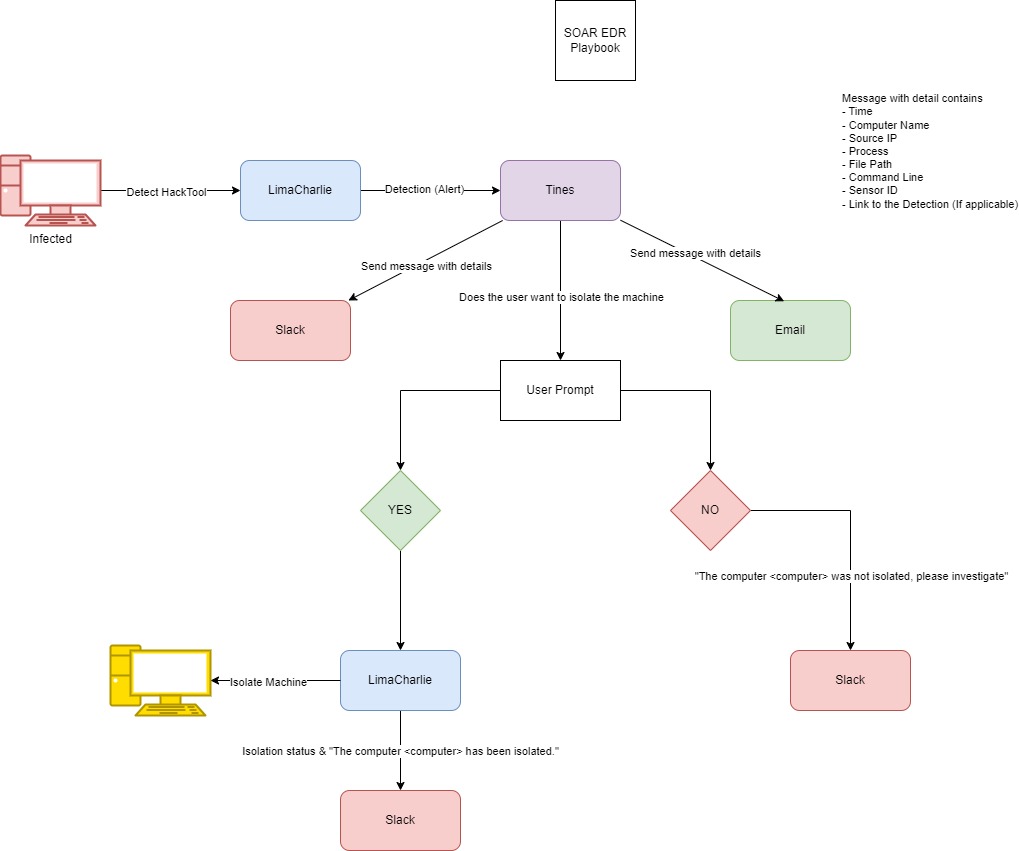 SOAR EDR
Playbook
Message with detail contains
- Time
- Computer Name
- Source IP
- Process
- File Path
- Command Line
- Sensor ID
- Link to the Detection (If applicable)
Infected
Detect HackTool
LimaCharlie
Detection (Alert)
Tines
Send message with details
Does the user want to isolate the machine
Send message with details
Slack
Email
User Prompt
YES
NO
"The computer <computer> was not isolated, please investigate"
Isolate Machine
LimaCharlie
Slack
Isolation status & "The computer <computer> has been isolated."
Slack